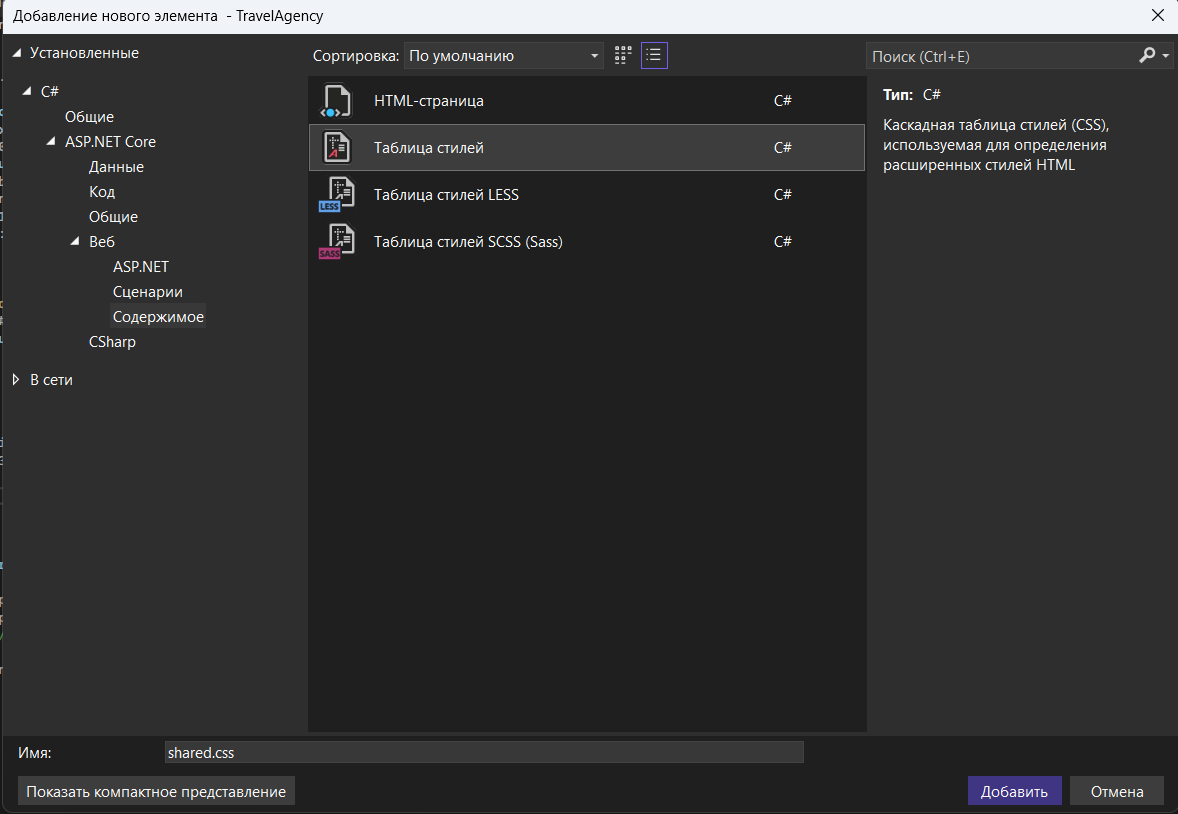 Добавление нового элемента - TravelAgency
Установленные
C#
Общие
ASP.NET Core
Данные
Код
Общие
Веб
ASP.NET
Сценарии
Содержимое
CSharp
В сети
Сортировка: По умолчанию
HTML-страница C#
Таблица стилей C#
Таблица стилей LESS C#
Таблица стилей SCSS (Sass) C#
Поиск (Ctrl+E)
Тип: C#
Каскадная таблица стилей (CSS),
используемая для определения
расширенных стилей HTML
Имя: shared.css
Показать компактное представление
Добавить Отмена